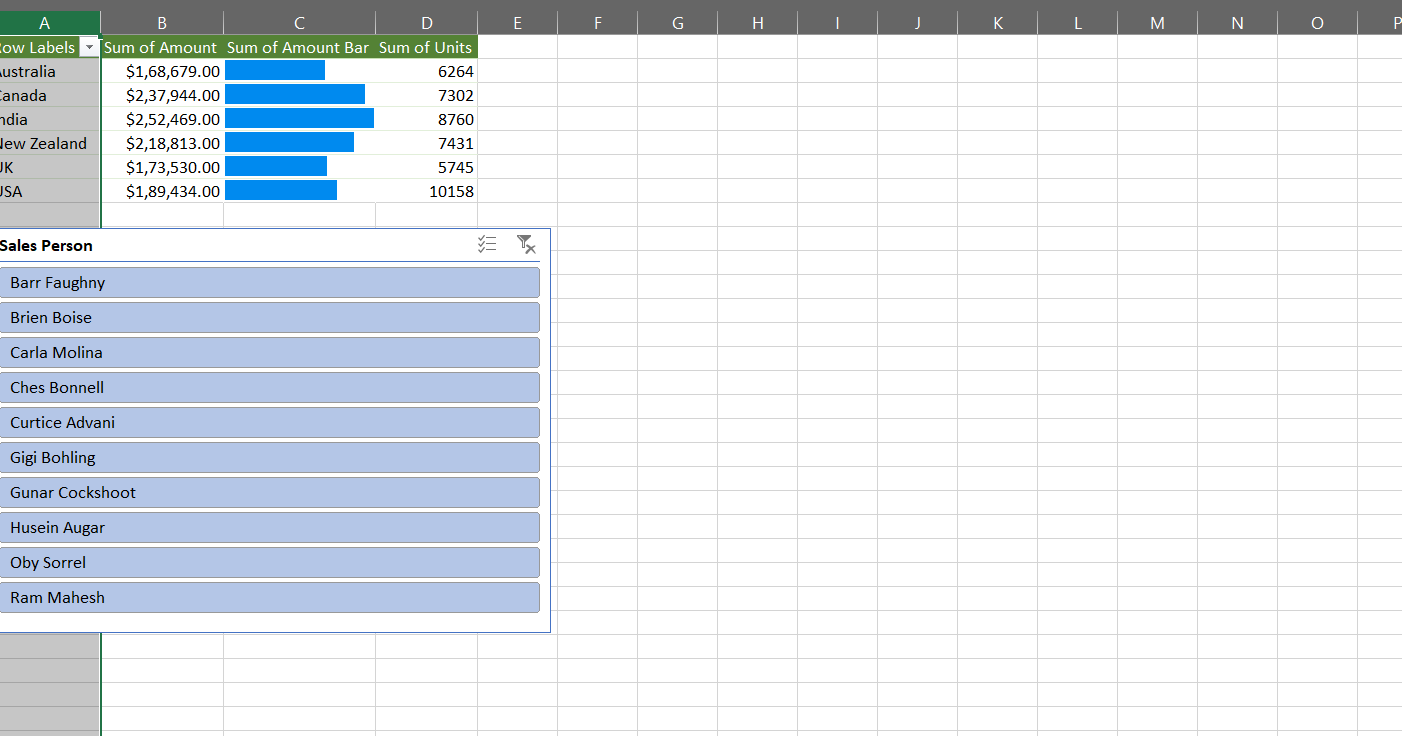 A B C D E F G H I J K L M N O P
ow Labels Sum of Amount Sum of Amount Bar Sum of Units
ustralia $1,68,679.00 6264
anada $2,37,944.00 7302
ndia $2,52,469.00 8760
ew Zealand $2,18,813.00 7431
UK $1,73,530.00 5745
USA $1,89,434.00 10158
Sales Person
Barr Faughny
Brien Boise
Carla Molina
Ches Bonnell
Curtice Advani
Gigi Bohling
Gunar Cockshoot
Husein Augar
Oby Sorrel
Ram Mahesh